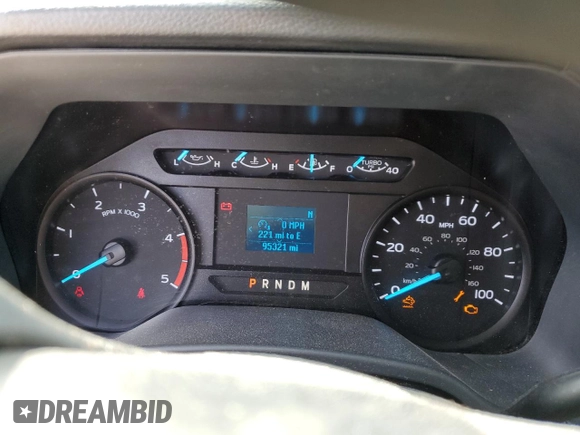 L H C H E F O TURBO 40
1 2 3 4 5 0
RPM X 1000
N
0 MPH
221 mi to E
95321 mi
P R N D M
0 20 40 60 80 100
MPH
20 40 60 80 100 120 140 160
km/h
DREAMBID